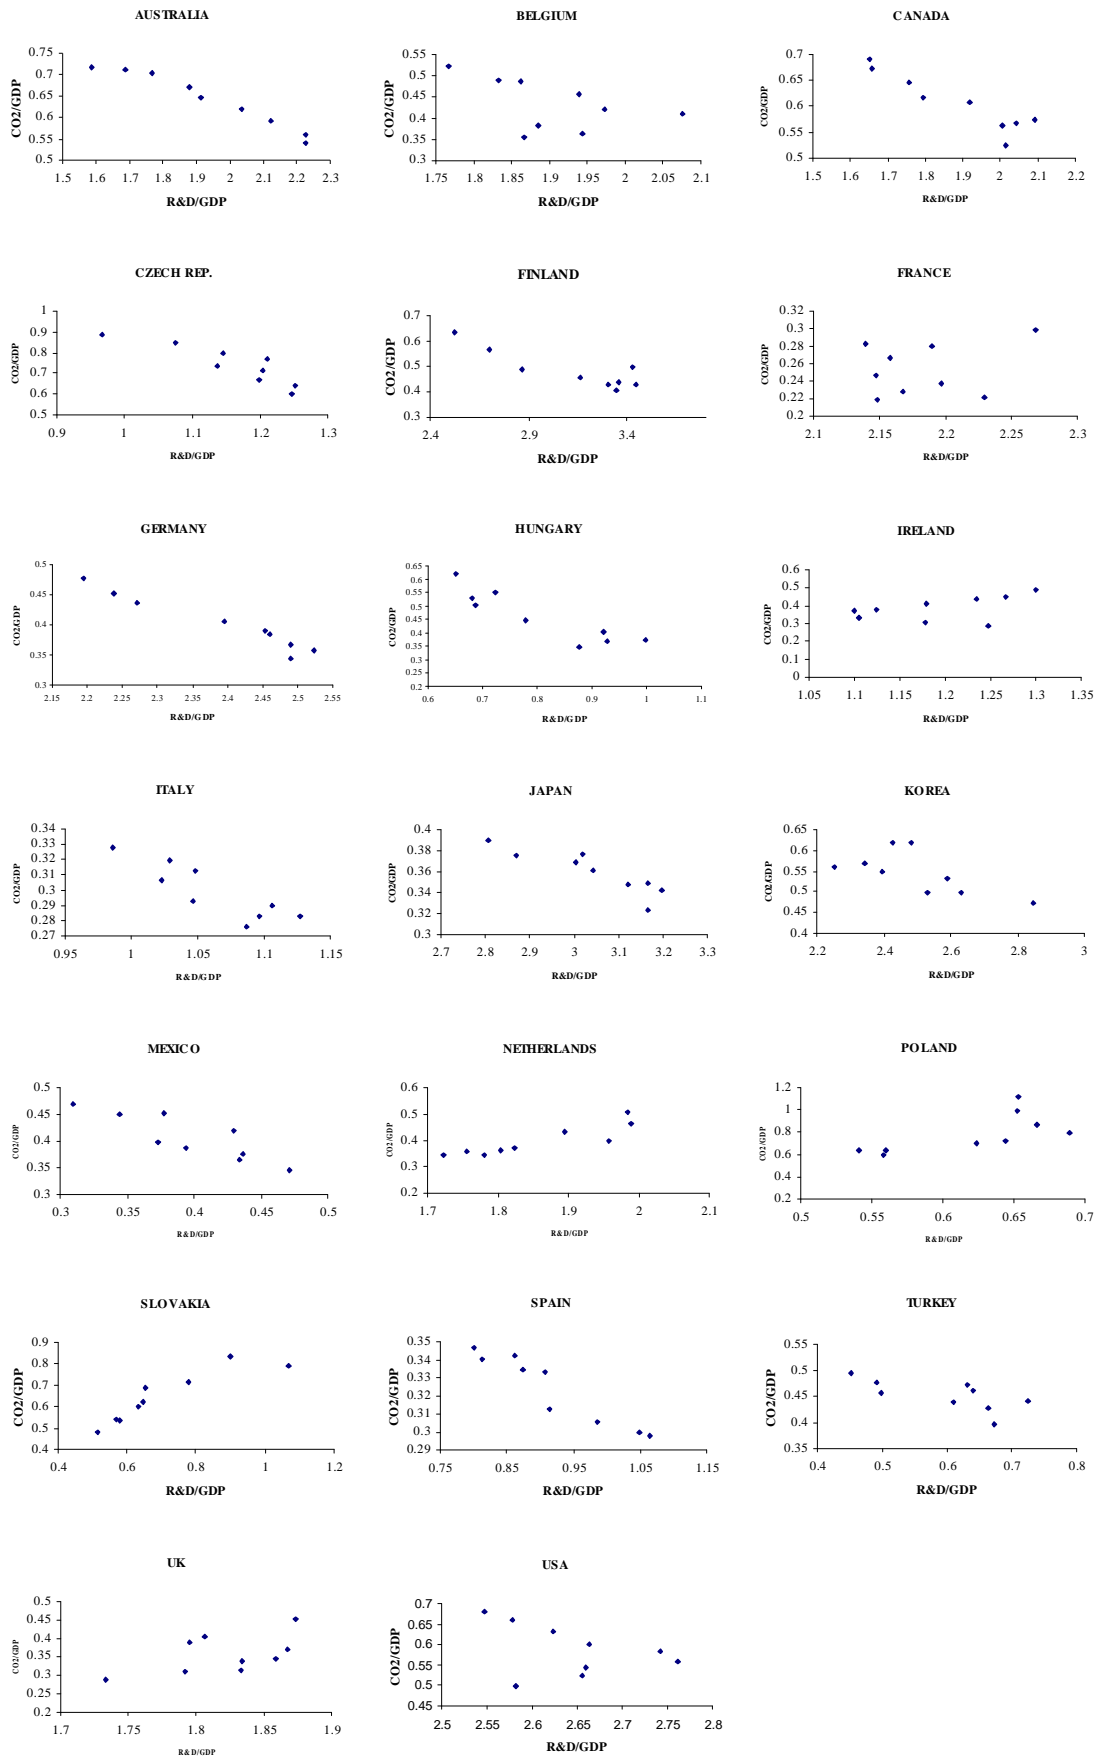 AUSTRALIA
0.75
0.7
0.65
0.6
0.55
0.5
1.5 1.6 1.7 1.8 1.9 2 2.1 2.2 2.3
R&D/GDP
CO2/GDP
BELGIUM
0.55
0.5
0.45
0.4
0.35
0.3
1.75 1.8 1.85 1.9 1.95 2 2.05 2.1
R&D/GDP
CO2/GDP
CANADA
0.7
0.65
0.6
0.55
0.5
1.5 1.6 1.7 1.8 1.9 2 2.1 2.2
R&D/GDP
CO2/GDP
CZECH REP.
1
0.9
0.8
0.7
0.6
0.5
0.9 1 1.1 1.2 1.3
R&D/GDP
CO2/GDP
FINLAND
0.7
0.6
0.5
0.4
0.3
2.4 2.9 3.4
R&D/GDP
CO2/GDP
FRANCE
0.32
0.3
0.28
0.26
0.24
0.22
0.2
2.1 2.15 2.2 2.25 2.3
R&D/GDP
CO2/GDP
GERMANY
0.5
0.45
0.4
0.35
0.3
2.15 2.2 2.25 2.3 2.35 2.4 2.45 2.5 2.55
R&D/GDP
CO2/GDP
HUNGARY
0.65
0.6
0.55
0.5
0.45
0.4
0.35
0.3
0.25
0.2
0.6 0.7 0.8 0.9 1 1.1
R&D/GDP
CO2/GDP
IRELAND
0.6
0.5
0.4
0.3
0.2
0.1
0
1.05 1.1 1.15 1.2 1.25 1.3 1.35
R&D/GDP
CO2/GDP
ITALY
0.34
0.33
0.32
0.31
0.3
0.29
0.28
0.27
0.95 1 1.05 1.1 1.15
R&D/GDP
CO2/GDP
JAPAN
0.4
0.38
0.36
0.34
0.32
0.3
2.7 2.8 2.9 3 3.1 3.2 3.3
R&D/GDP
CO2/GDP
KOREA
0.65
0.6
0.55
0.5
0.45
0.4
2.2 2.4 2.6 2.8 3
R&D/GDP
CO2/GDP
MEXICO
0.5
0.45
0.4
0.35
0.3
0.3 0.35 0.4 0.45 0.5
R&D/GDP
CO2/GDP
NETHERLANDS
0.6
0.5
0.4
0.3
0.2
1.7 1.8 1.9 2 2.1
R&D/GDP
CO2/GDP
POLAND
1.2
1
0.8
0.6
0.4
0.2
0.5 0.55 0.6 0.65 0.7
R&D/GDP
CO2/GDP
SLOVAKIA
0.9
0.8
0.7
0.6
0.5
0.4
0.4 0.6 0.8 1 1.2
R&D/GDP
CO2/GDP
SPAIN
0.35
0.34
0.33
0.32
0.31
0.3
0.29
0.75 0.85 0.95 1.05 1.15
R&D/GDP
CO2/GDP
TURKEY
0.55
0.5
0.45
0.4
0.35
0.4 0.5 0.6 0.7 0.8
R&D/GDP
CO2/GDP
UK
0.5
0.45
0.4
0.35
0.3
0.25
0.2
1.7 1.75 1.8 1.85 1.9
R&D/GDP
CO2/GDP
USA
0.7
0.65
0.6
0.55
0.5
0.45
2.5 2.55 2.6 2.65 2.7 2.75 2.8
R&D/GDP
CO2/GDP